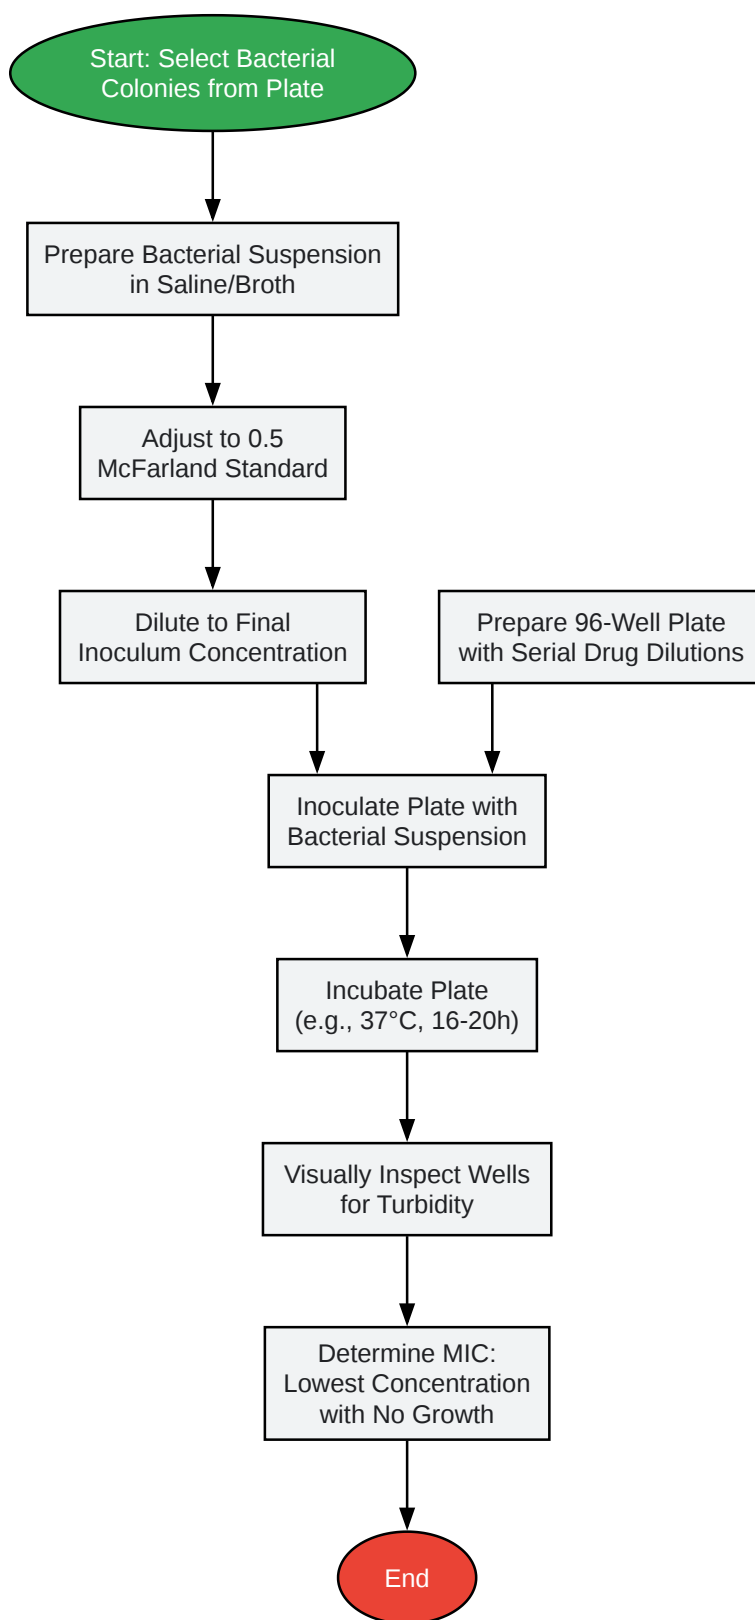 Start: Select Bacterial
Colonies from Plate
Prepare Bacterial Suspension
in Saline/Broth
Adjust to 0.5
McFarland Standard
Dilute to Final
Inoculum Concentration
Prepare 96-Well Plate
with Serial Drug Dilutions
Inoculate Plate with
Bacterial Suspension
Incubate Plate
(e.g., 37°C, 16-20h)
Visually Inspect Wells
for Turbidity
Determine MIC:
Lowest Concentration
with No Growth
End